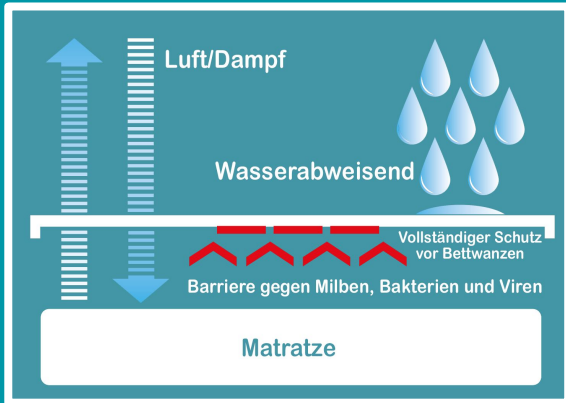 Luft/Dampf
Wasserabweisend
Vollständiger Schutz
vor Bettwanzen
Barriere gegen Milben, Bakterien und Viren
Matratze